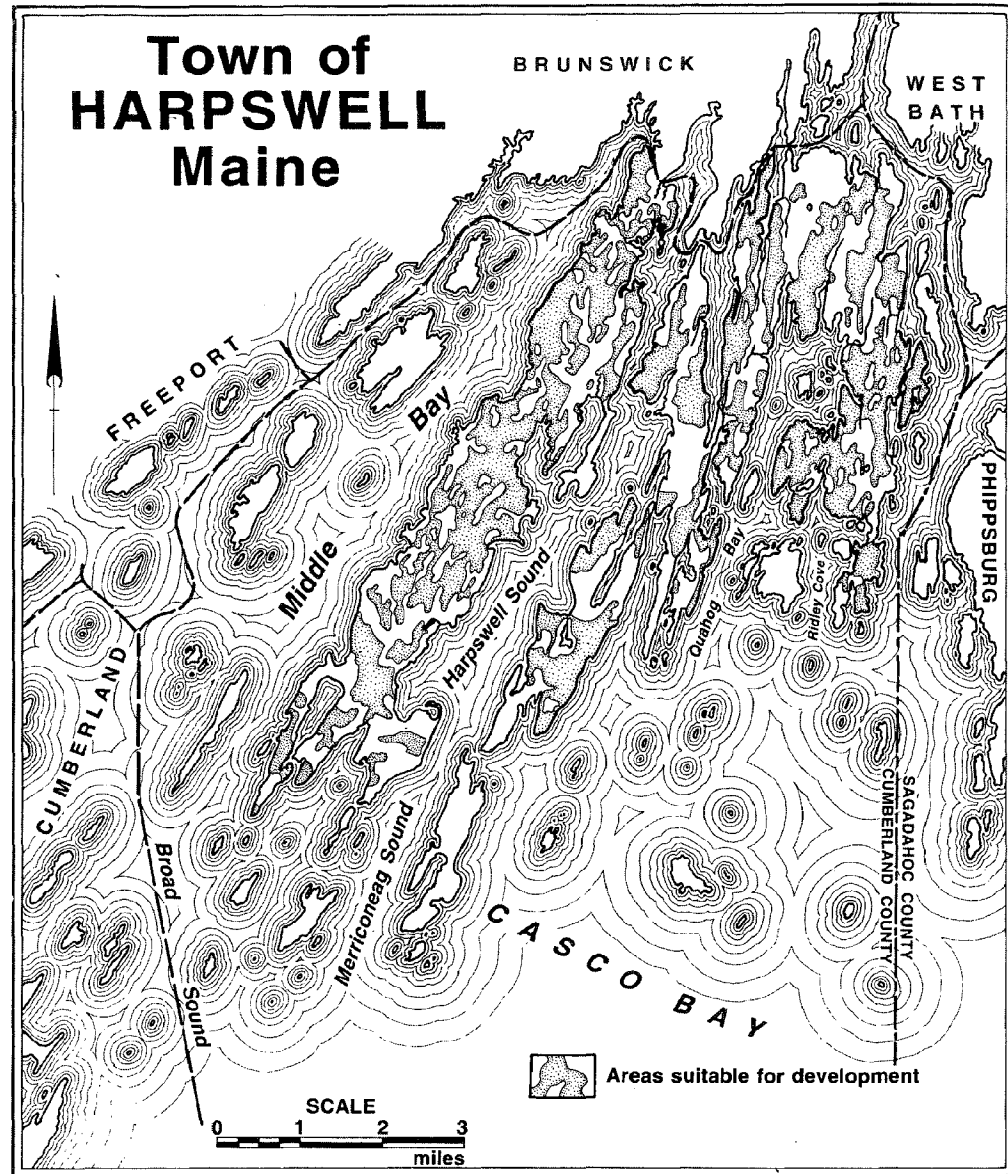 Town of
HARPSWELL
Maine
BRUNSWICK
WEST
BATH
FREEPORT
Bay
Middle
PHIPPSBURG
Harpswell Sound
Quahog Bay
Ridley Cove
CUMBERLAND
Broad
Sound
Merriconeag Sound
SAGADAHOC COUNTY
CUMBERLAND COUNTY
CASCO BAY
Areas suitable for development
SCALE
0 1 2 3
miles